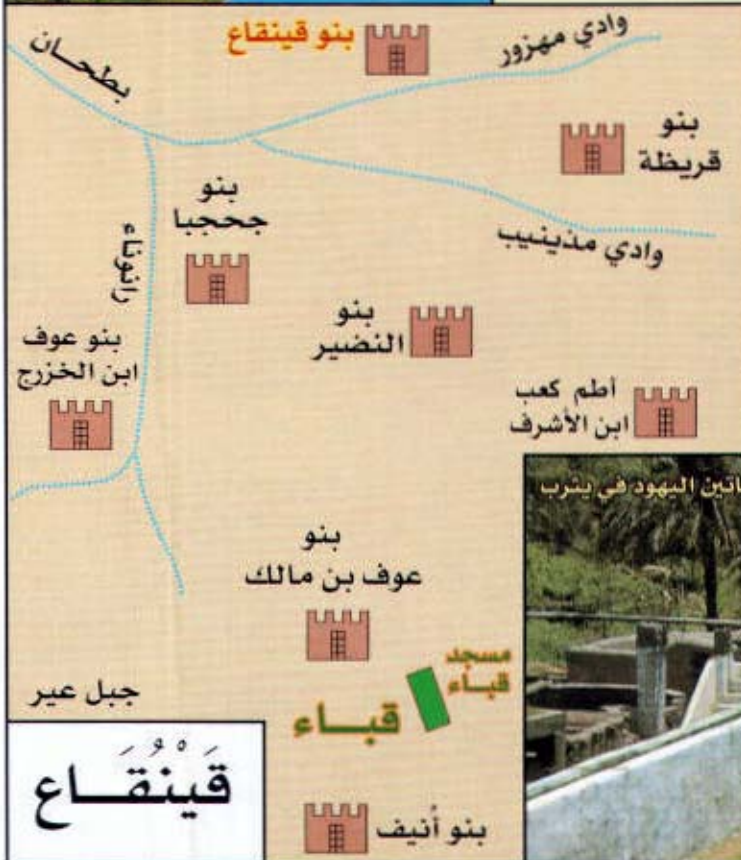 بنو قينقاع
وادي مهزور
بطحان
بنو
قريظة
بنو
جحجبا
وادي مذينيب
رانوناء
بنو
النضير
بنو عوف
ابن الخزرج
أطم كعب
ابن الأشرف
اليهود في يثرب
بنو
عوف بن مالك
مسجد
قباء
قباء
جبل عير
قَيْنُقَاع
بنو أنيف